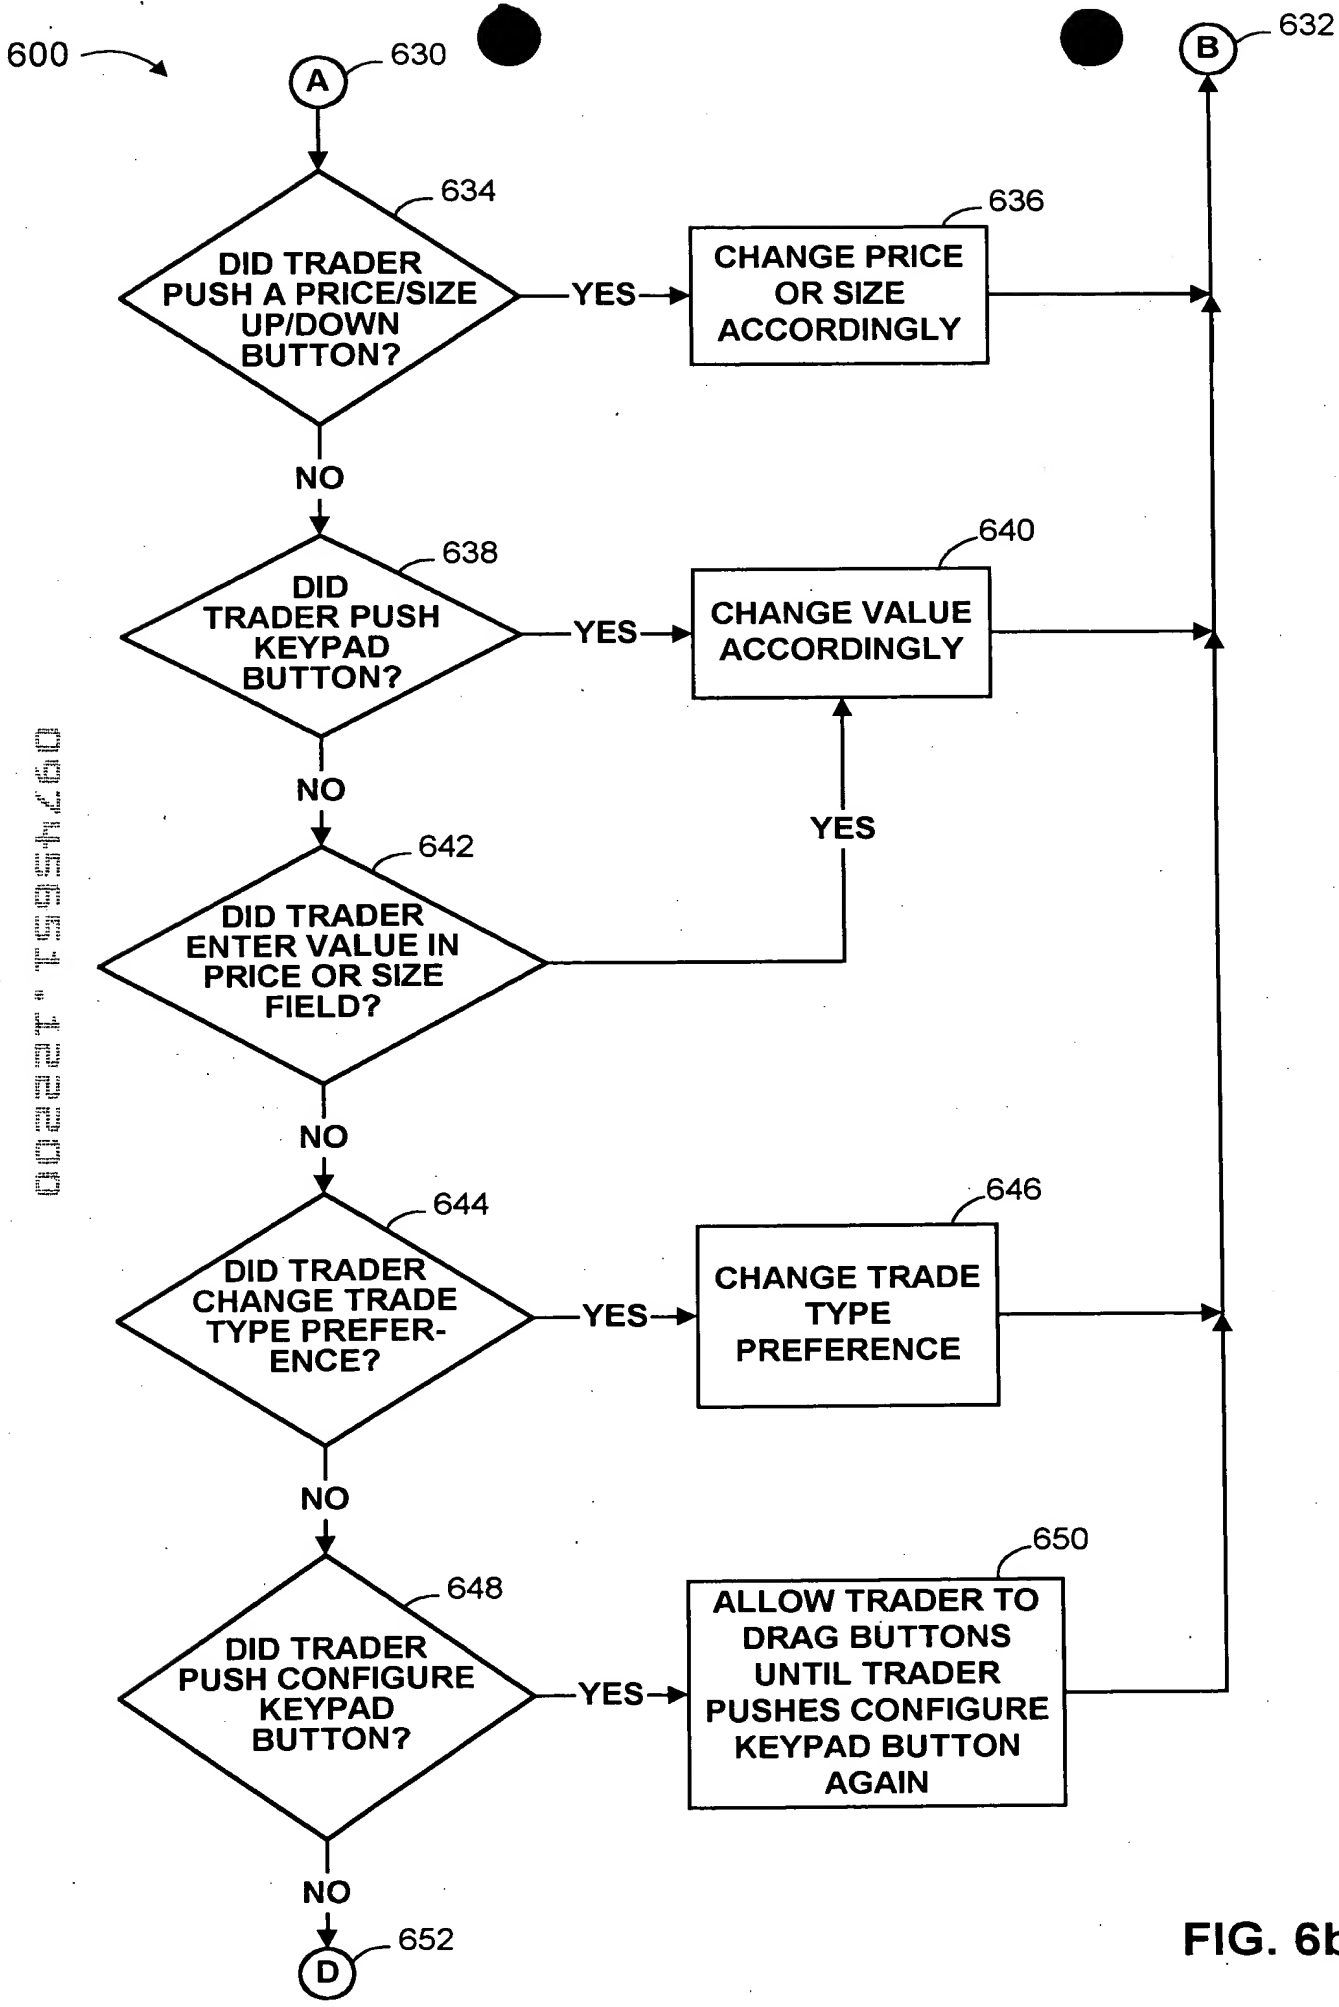 600
A
630
B
632
634
DID TRADER
PUSH A PRICE/SIZE
UP/DOWN
BUTTON?
YES
636
CHANGE PRICE
OR SIZE
ACCORDINGLY
NO
638
DID
TRADER PUSH
KEYPAD
BUTTON?
YES
640
CHANGE VALUE
ACCORDINGLY
NO
YES
642
DID TRADER
ENTER VALUE IN
PRICE OR SIZE
FIELD?
NO
644
DID TRADER
CHANGE TRADE
TYPE PREFER-
ENCE?
YES
646
CHANGE TRADE
TYPE
PREFERENCE
NO
648
DID TRADER
PUSH CONFIGURE
KEYPAD
BUTTON?
YES
650
ALLOW TRADER TO
DRAG BUTTONS
UNTIL TRADER
PUSHES CONFIGURE
KEYPAD BUTTON
AGAIN
NO
D
652
FIG. 6b
09745651.122200